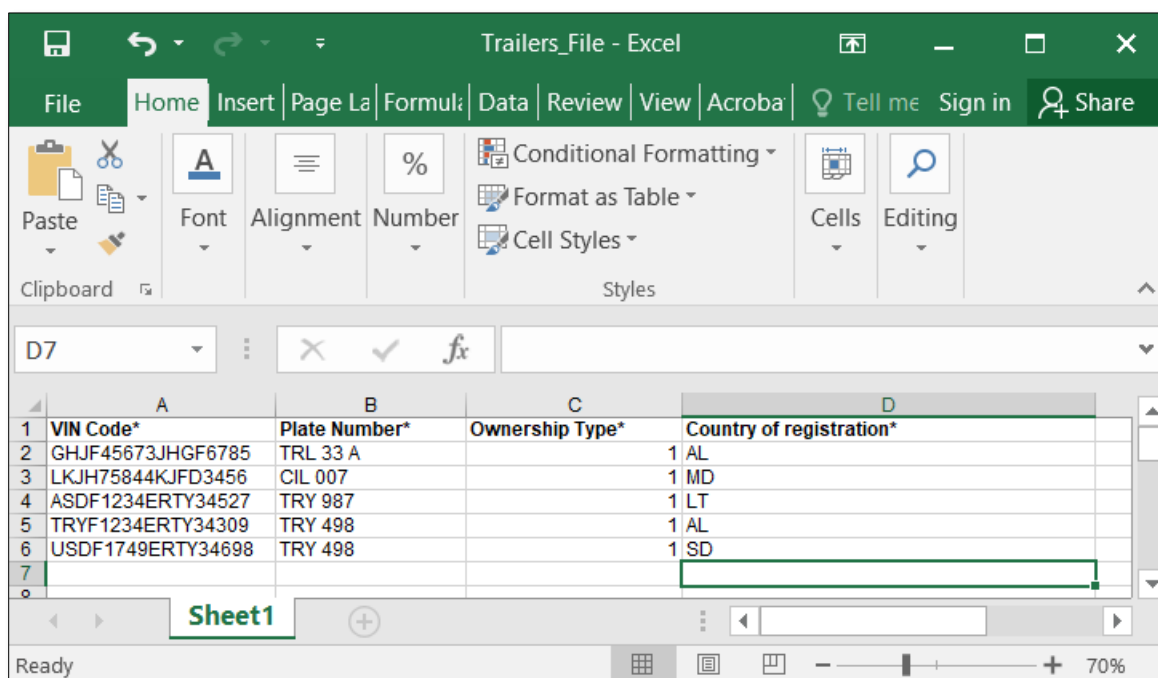 Trailers_File - Excel
File Home Insert Page La Formula Data Review View Acrobat Tell me Sign in Share
Paste Font Alignment Number Conditional Formatting Format as Table Cell Styles Cells Editing
Clipboard Styles
D7 fx
A B C D
1 VIN Code* Plate Number* Ownership Type* Country of registration*
2 GHJF45673JHGF6785 TRL 33 A 1 AL
3 LKJH75844KJFD3456 CIL 007 1 MD
4 ASDF1234ERTY34527 TRY 987 1 LT
5 TRYF1234ERTY34309 TRY 498 1 AL
6 USDF1749ERTY34698 TRY 498 1 SD
7
Sheet1
Ready 70%